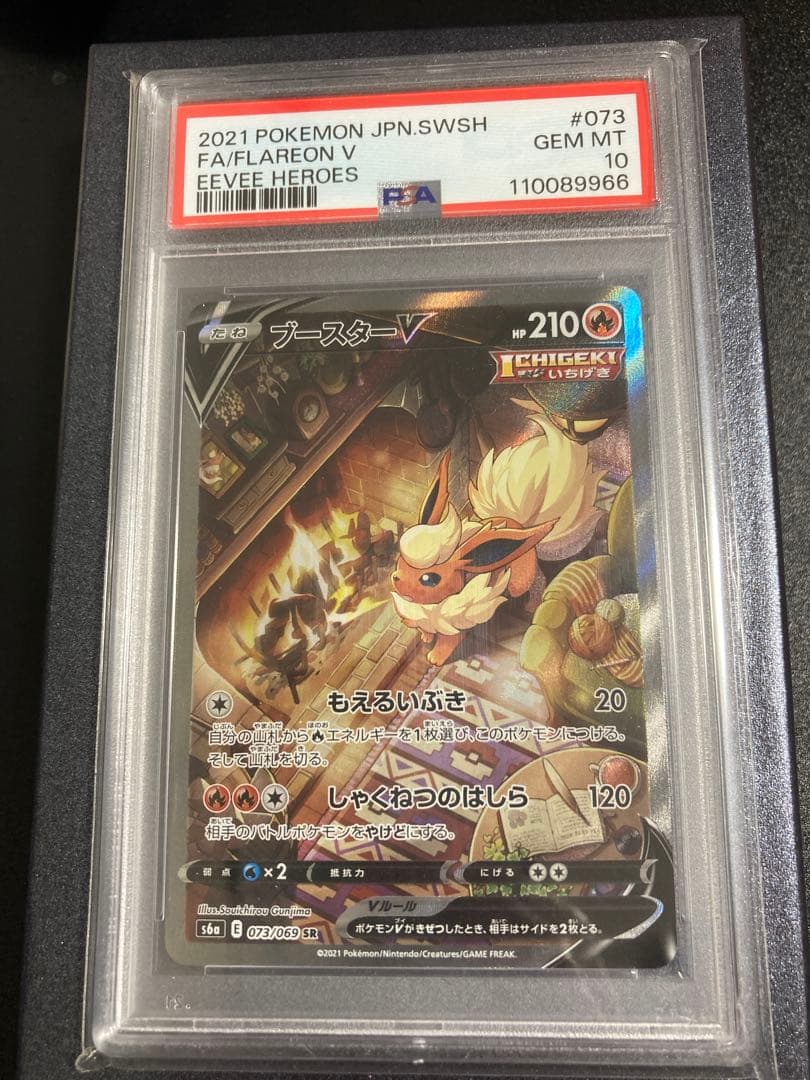 2021 POKEMON JPN.SWSH #073
FA/FLAREON V GEM MT
EEVEE HEROES 10
PSA 110089966
たね ブースターV HP 210
ICHIGEKI
いちげき
もえるいぶき 20
自分の山札から エネルギーを1枚選び、このポケモンにつける。
そして山札を切る。
しゃくねつのはしら 120
相手のバトルポケモンをやけどにする。
弱点 ×2 抵抗力 にげる
Vルール
ポケモンVがきぜつしたとき、相手はサイドを2枚とる。
Illus. Souichirou Gunjima
s6a E 073/069 SR
©2021 Pokémon/Nintendo/Creatures/GAME FREAK.